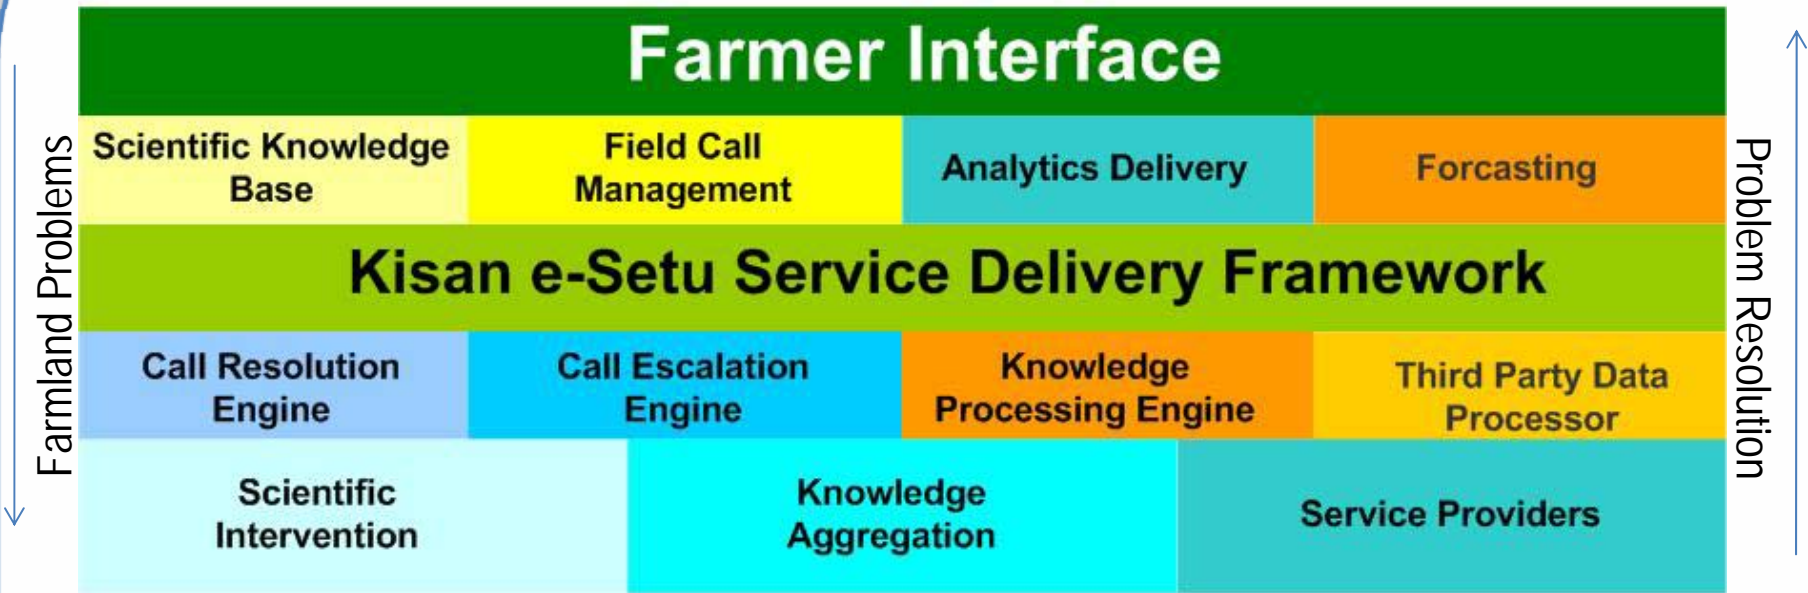 Farmer Interface
Scientific Knowledge
Base
Field Call
Management
Analytics Delivery
Forcasting
Kisan e-Setu Service Delivery Framework
Call Resolution
Engine
Call Escalation
Engine
Knowledge
Processing Engine
Third Party Data
Processor
Scientific
Intervention
Knowledge
Aggregation
Service Providers
Farmland Problems
Problem Resolution